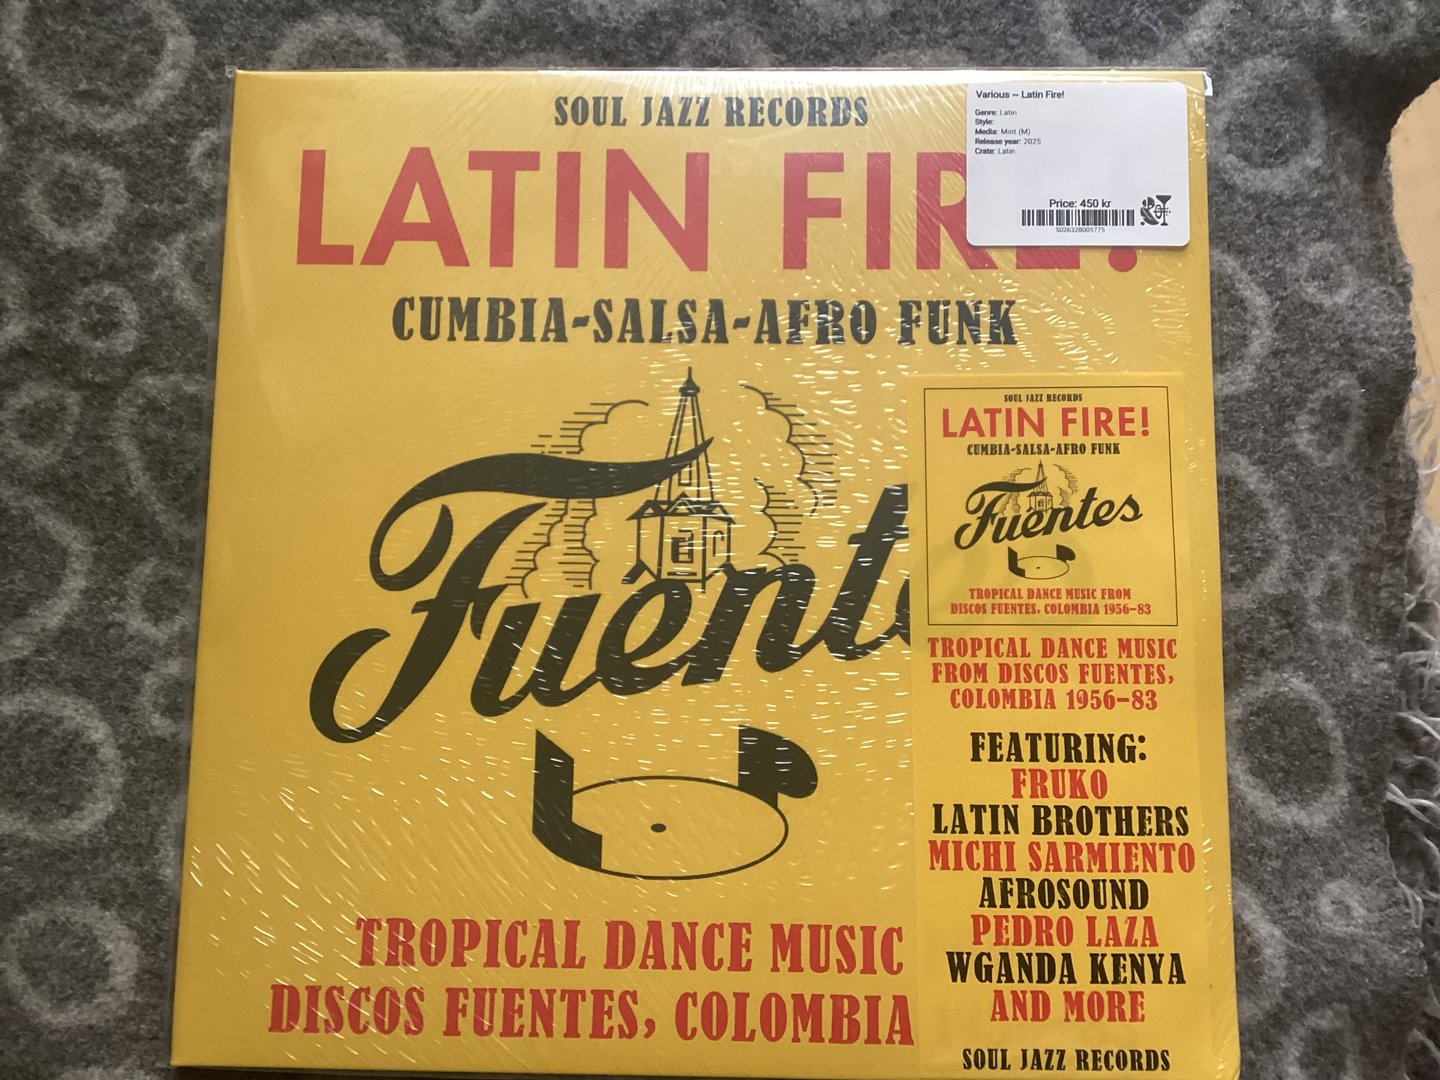 SOUL JAZZ RECORDS
LATIN FIRE!
CUMBIA-SALSA-AFRO FUNK
Fuentes
TROPICAL DANCE MUSIC
DISCOS FUENTES, COLOMBIA
Various ~ Latin Fire!
Genre: Latin
Style:
Media: Mint (M)
Release year: 2025
Crate: Latin
Price: 450 kr
5026328005775
SOUL JAZZ RECORDS
LATIN FIRE!
CUMBIA-SALSA-AFRO FUNK
Fuentes
TROPICAL DANCE MUSIC FROM
DISCOS FUENTES, COLOMBIA 1956-83
TROPICAL DANCE MUSIC
FROM DISCOS FUENTES,
COLOMBIA 1956-83
FEATURING:
FRUKO
LATIN BROTHERS
MICHI SARMIENTO
AFROSOUND
PEDRO LAZA
WGANDA KENYA
AND MORE
SOUL JAZZ RECORDS